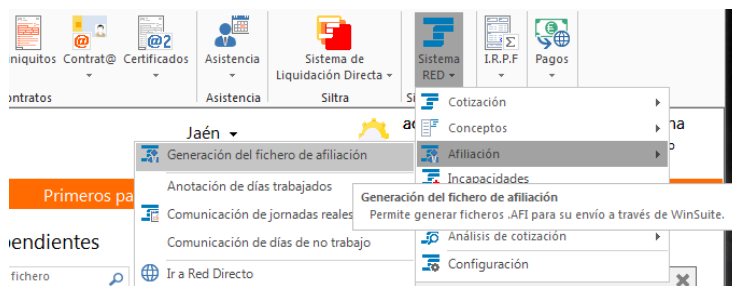 niquitos Contrat@ Certificados Asistencia Sistema de Liquidación Directa Sistema RED I.R.P.F Pagos
ontratos Asistencia Siltra
Jaén
Primeros pa
pendientes
fichero
Cotización
Conceptos
Afiliación
Incapacidades
Análisis de cotización
Configuración
Generación del fichero de afiliación
Anotación de días trabajados
Comunicación de jornadas reales
Comunicación de días de no trabajo
Ir a Red Directo
Generación del fichero de afiliación
Permite generar ficheros .AFI para su envío a través de WinSuite.